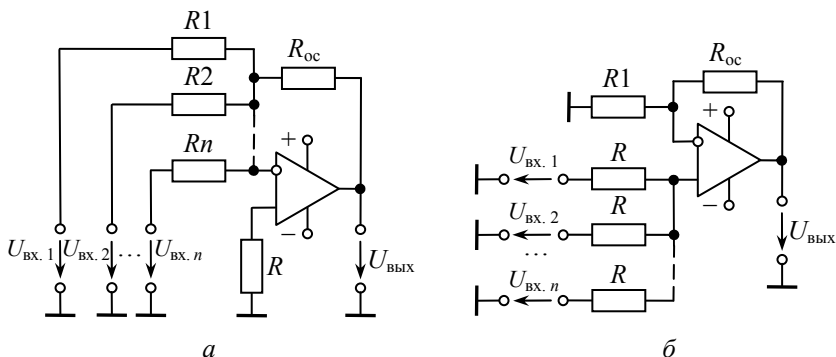 R1
R2
Rn
Rос
+
−
R
Uвх. 1
Uвх. 2
...
Uвх. n
Uвых
а
R1
Rос
+
−
Uвх. 1
R
Uвх. 2
R
...
Uвх. n
R
Uвых
б